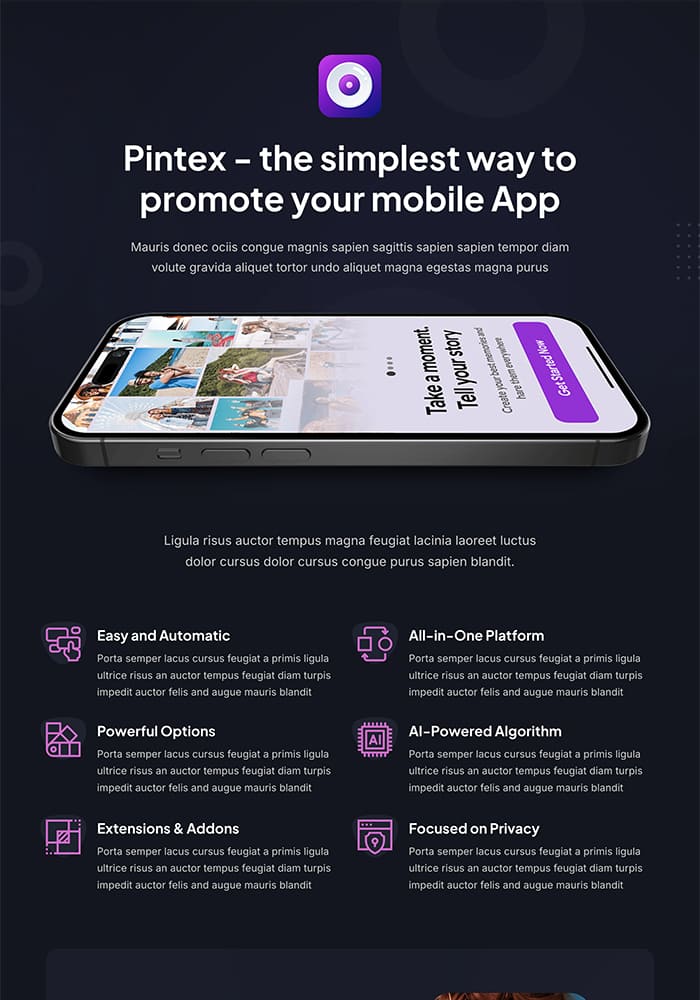 Pintex – the simplest way to
promote your mobile App
Mauris donec ociis congue magnis sapien sagittis sapien sapien tempor diam
volute gravida aliquet tortor undo aliquet magna egestas magna purus
Take a moment.
Tell your story
Create your best memories and
hare them everywhere
Get Started Now
Ligula risus auctor tempus magna feugiat lacinia laoreet luctus
dolor cursus dolor cursus congue purus sapien blandit.
Easy and Automatic
Porta semper lacus cursus feugiat a primis ligula
ultrice risus an auctor tempus feugiat diam turpis
impedit auctor felis and augue mauris blandit
All-in-One Platform
Porta semper lacus cursus feugiat a primis ligula
ultrice risus an auctor tempus feugiat diam turpis
impedit auctor felis and augue mauris blandit
Powerful Options
Porta semper lacus cursus feugiat a primis ligula
ultrice risus an auctor tempus feugiat diam turpis
impedit auctor felis and augue mauris blandit
AI
AI-Powered Algorithm
Porta semper lacus cursus feugiat a primis ligula
ultrice risus an auctor tempus feugiat diam turpis
impedit auctor felis and augue mauris blandit
Extensions & Addons
Porta semper lacus cursus feugiat a primis ligula
ultrice risus an auctor tempus feugiat diam turpis
impedit auctor felis and augue mauris blandit
Focused on Privacy
Porta semper lacus cursus feugiat a primis ligula
ultrice risus an auctor tempus feugiat diam turpis
impedit auctor felis and augue mauris blandit